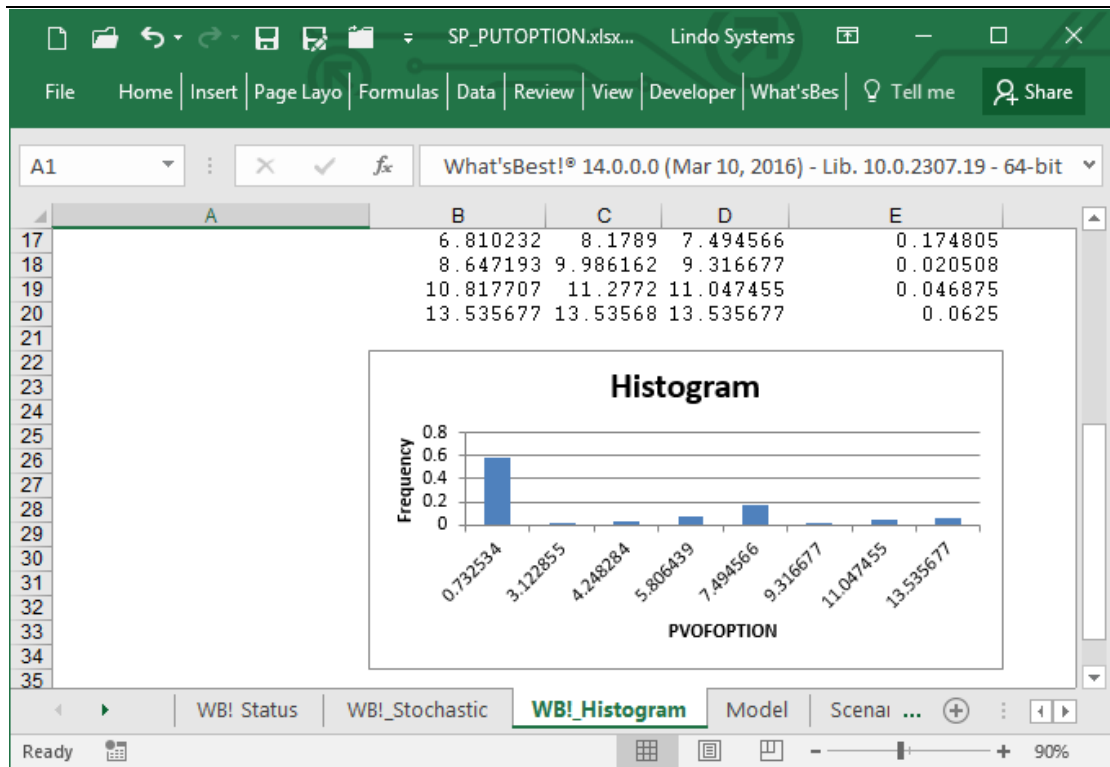 SP_PUTOPTION.xlsx... Lindo Systems
File Home Insert Page Layo Formulas Data Review View Developer What'sBes Tell me Share
A1 fx What'sBest!® 14.0.0.0 (Mar 10, 2016) - Lib. 10.0.2307.19 - 64-bit
A B C D E
17 6.810232 8.1789 7.494566 0.174805
18 8.647193 9.986162 9.316677 0.020508
19 10.817707 11.2772 11.047455 0.046875
20 13.535677 13.53568 13.535677 0.0625
21
22
23
24
25
26
27
28
29
30
31
32
33
34
35
Histogram
Frequency
0.8
0.6
0.4
0.2
0
0.732534 3.122855 4.248284 5.806439 7.494566 9.316677 11.047455 13.535677
PVOFOPTION
WB! Status WB!_Stochastic WB!_Histogram Model Scenar ...
Ready 90%